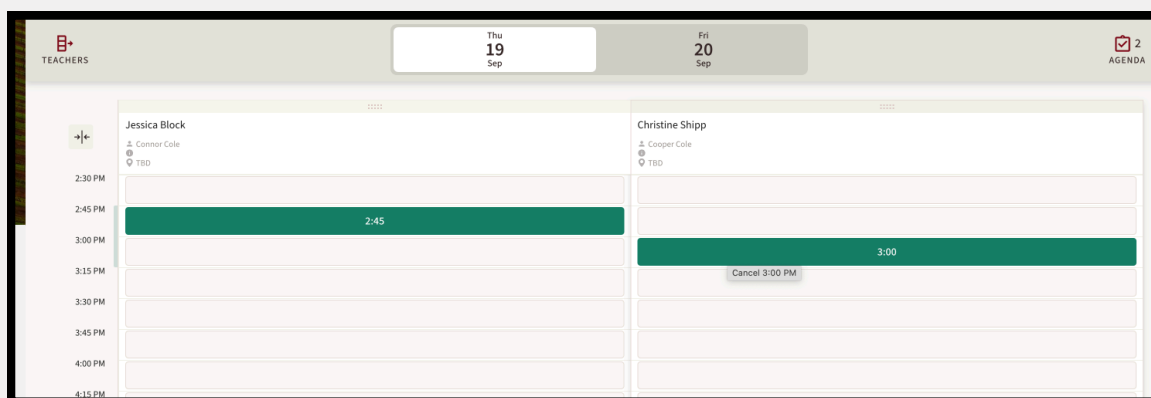 TEACHERS
Thu
19
Sep
Fri
20
Sep
2
AGENDA
Jessica Block
Connor Cole
TBD
Christine Shipp
Cooper Cole
TBD
2:30 PM
2:45 PM
2:45
3:00 PM
3:00
Cancel 3:00 PM
3:15 PM
3:30 PM
3:45 PM
4:00 PM
4:15 PM